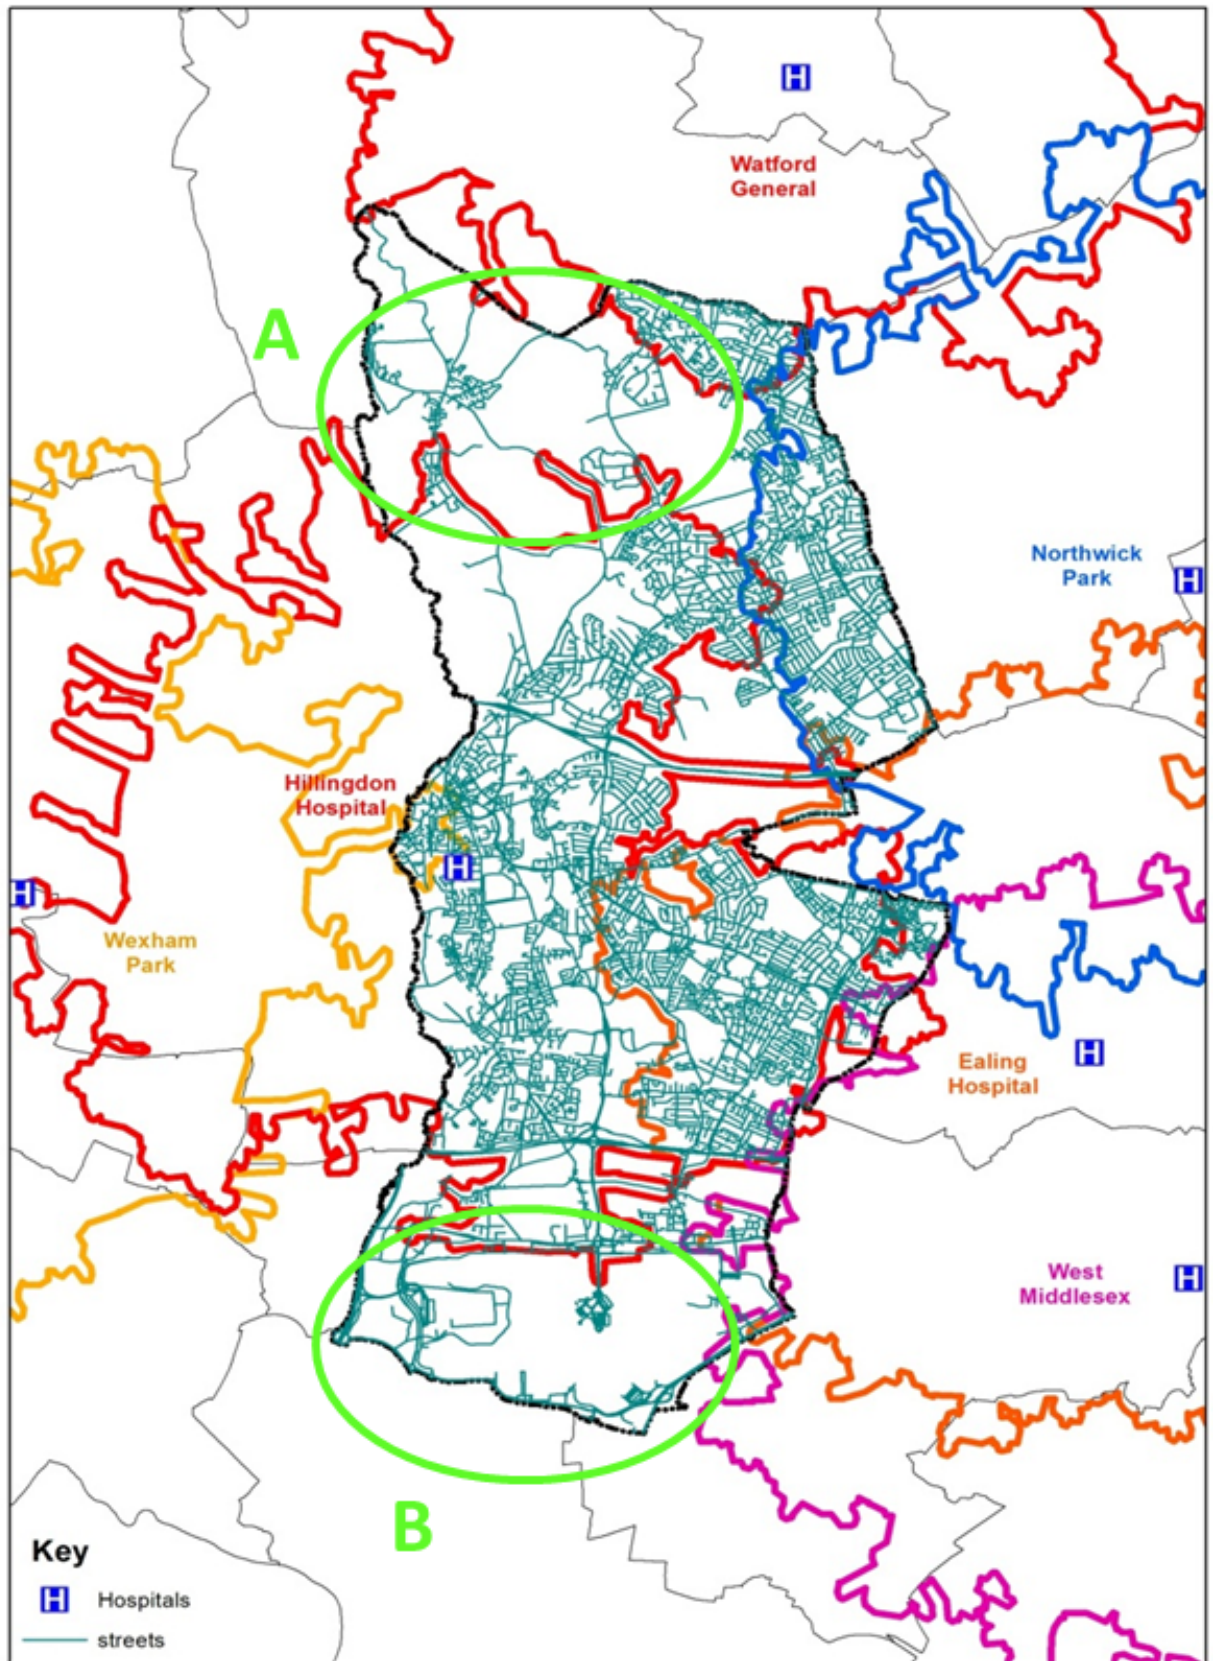 H
Watford
General
A
Northwick
Park
H
Hillingdon
Hospital
H
H
Wexham
Park
H
Ealing
Hospital
West
Middlesex
H
B
Key
H Hospitals
streets